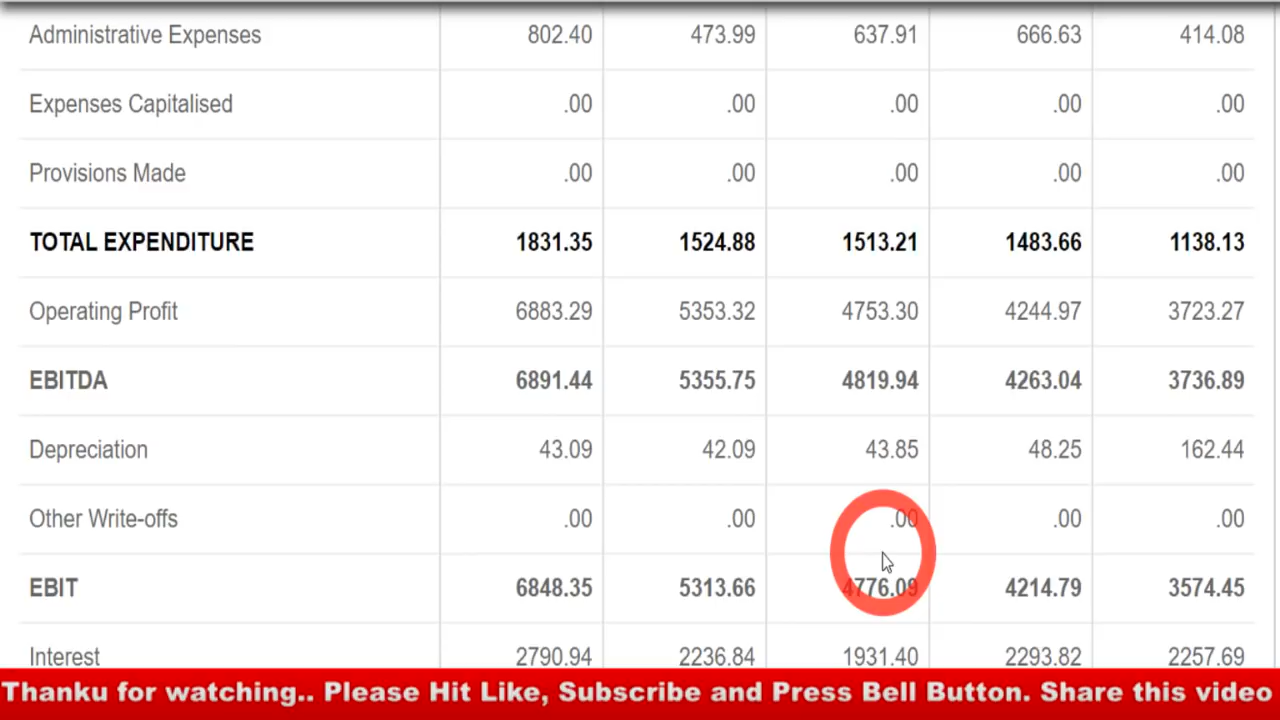 Administrative Expenses 802.40 473.99 637.91 666.63 414.08
Expenses Capitalised .00 .00 .00 .00 .00
Provisions Made .00 .00 .00 .00 .00
TOTAL EXPENDITURE 1831.35 1524.88 1513.21 1483.66 1138.13
Operating Profit 6883.29 5353.32 4753.30 4244.97 3723.27
EBITDA 6891.44 5355.75 4819.94 4263.04 3736.89
Depreciation 43.09 42.09 43.85 48.25 162.44
Other Write-offs .00 .00 .00 .00 .00
EBIT 6848.35 5313.66 4776.09 4214.79 3574.45
Interest 2790.94 2236.84 1931.40 2293.82 2257.69
Thanku for watching.. Please Hit Like, Subscribe and Press Bell Button. Share this video